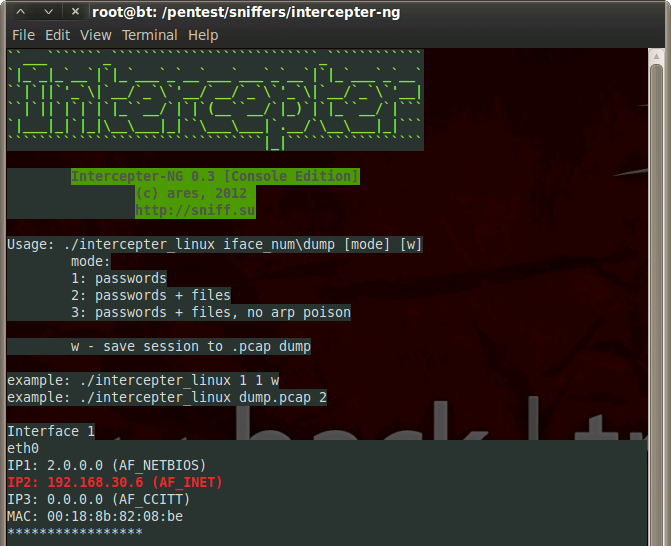 root@bt: /pentest/sniffers/intercepter-ng
File Edit View Terminal Help
Intercepter
Intercepter-NG 0.3 [Console Edition]
(c) ares, 2012
http://sniff.su
Usage: ./intercepter_linux iface_num\dump [mode] [w]
mode:
1: passwords
2: passwords + files
3: passwords + files, no arp poison
w - save session to .pcap dump
example: ./intercepter_linux 1 1 w
example: ./intercepter_linux dump.pcap 2
Interface 1
eth0
IP1: 2.0.0.0 (AF_NETBIOS)
IP2: 192.168.30.6 (AF_INET)
IP3: 0.0.0.0 (AF_CCITT)
MAC: 00:18:8b:82:08:be
*****************